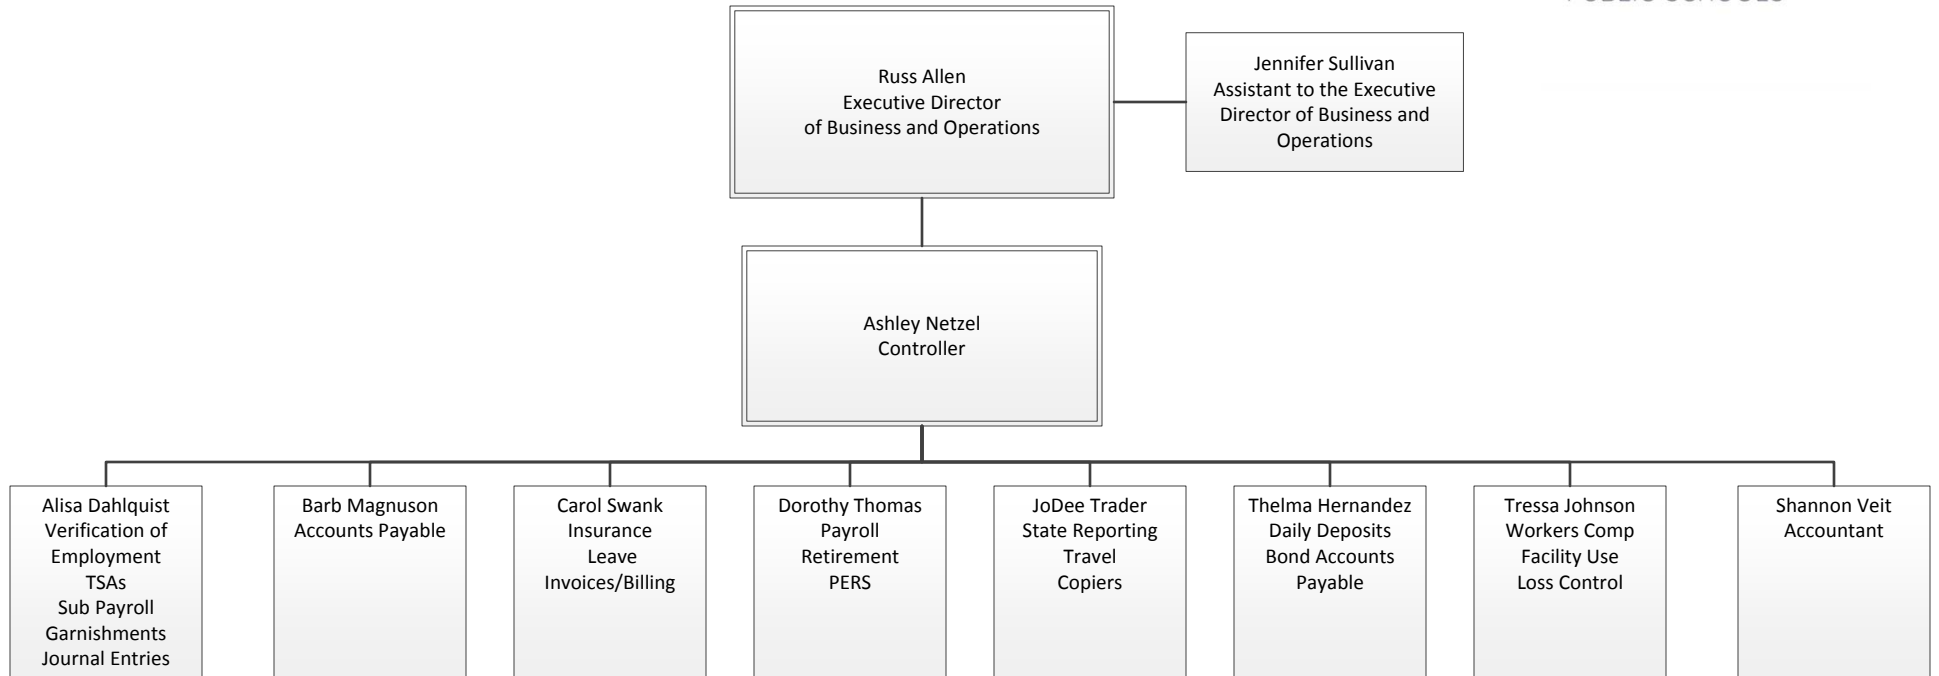 Russ Allen
Executive Director
of Business and Operations
Jennifer Sullivan
Assistant to the Executive
Director of Business and
Operations
Ashley Netzel
Controller
Alisa Dahlquist
Verification of
Employment
TSAs
Sub Payroll
Garnishments
Journal Entries
Barb Magnuson
Accounts Payable
Carol Swank
Insurance
Leave
Invoices/Billing
Dorothy Thomas
Payroll
Retirement
PERS
JoDee Trader
State Reporting
Travel
Copiers
Thelma Hernandez
Daily Deposits
Bond Accounts
Payable
Tressa Johnson
Workers Comp
Facility Use
Loss Control
Shannon Veit
Accountant